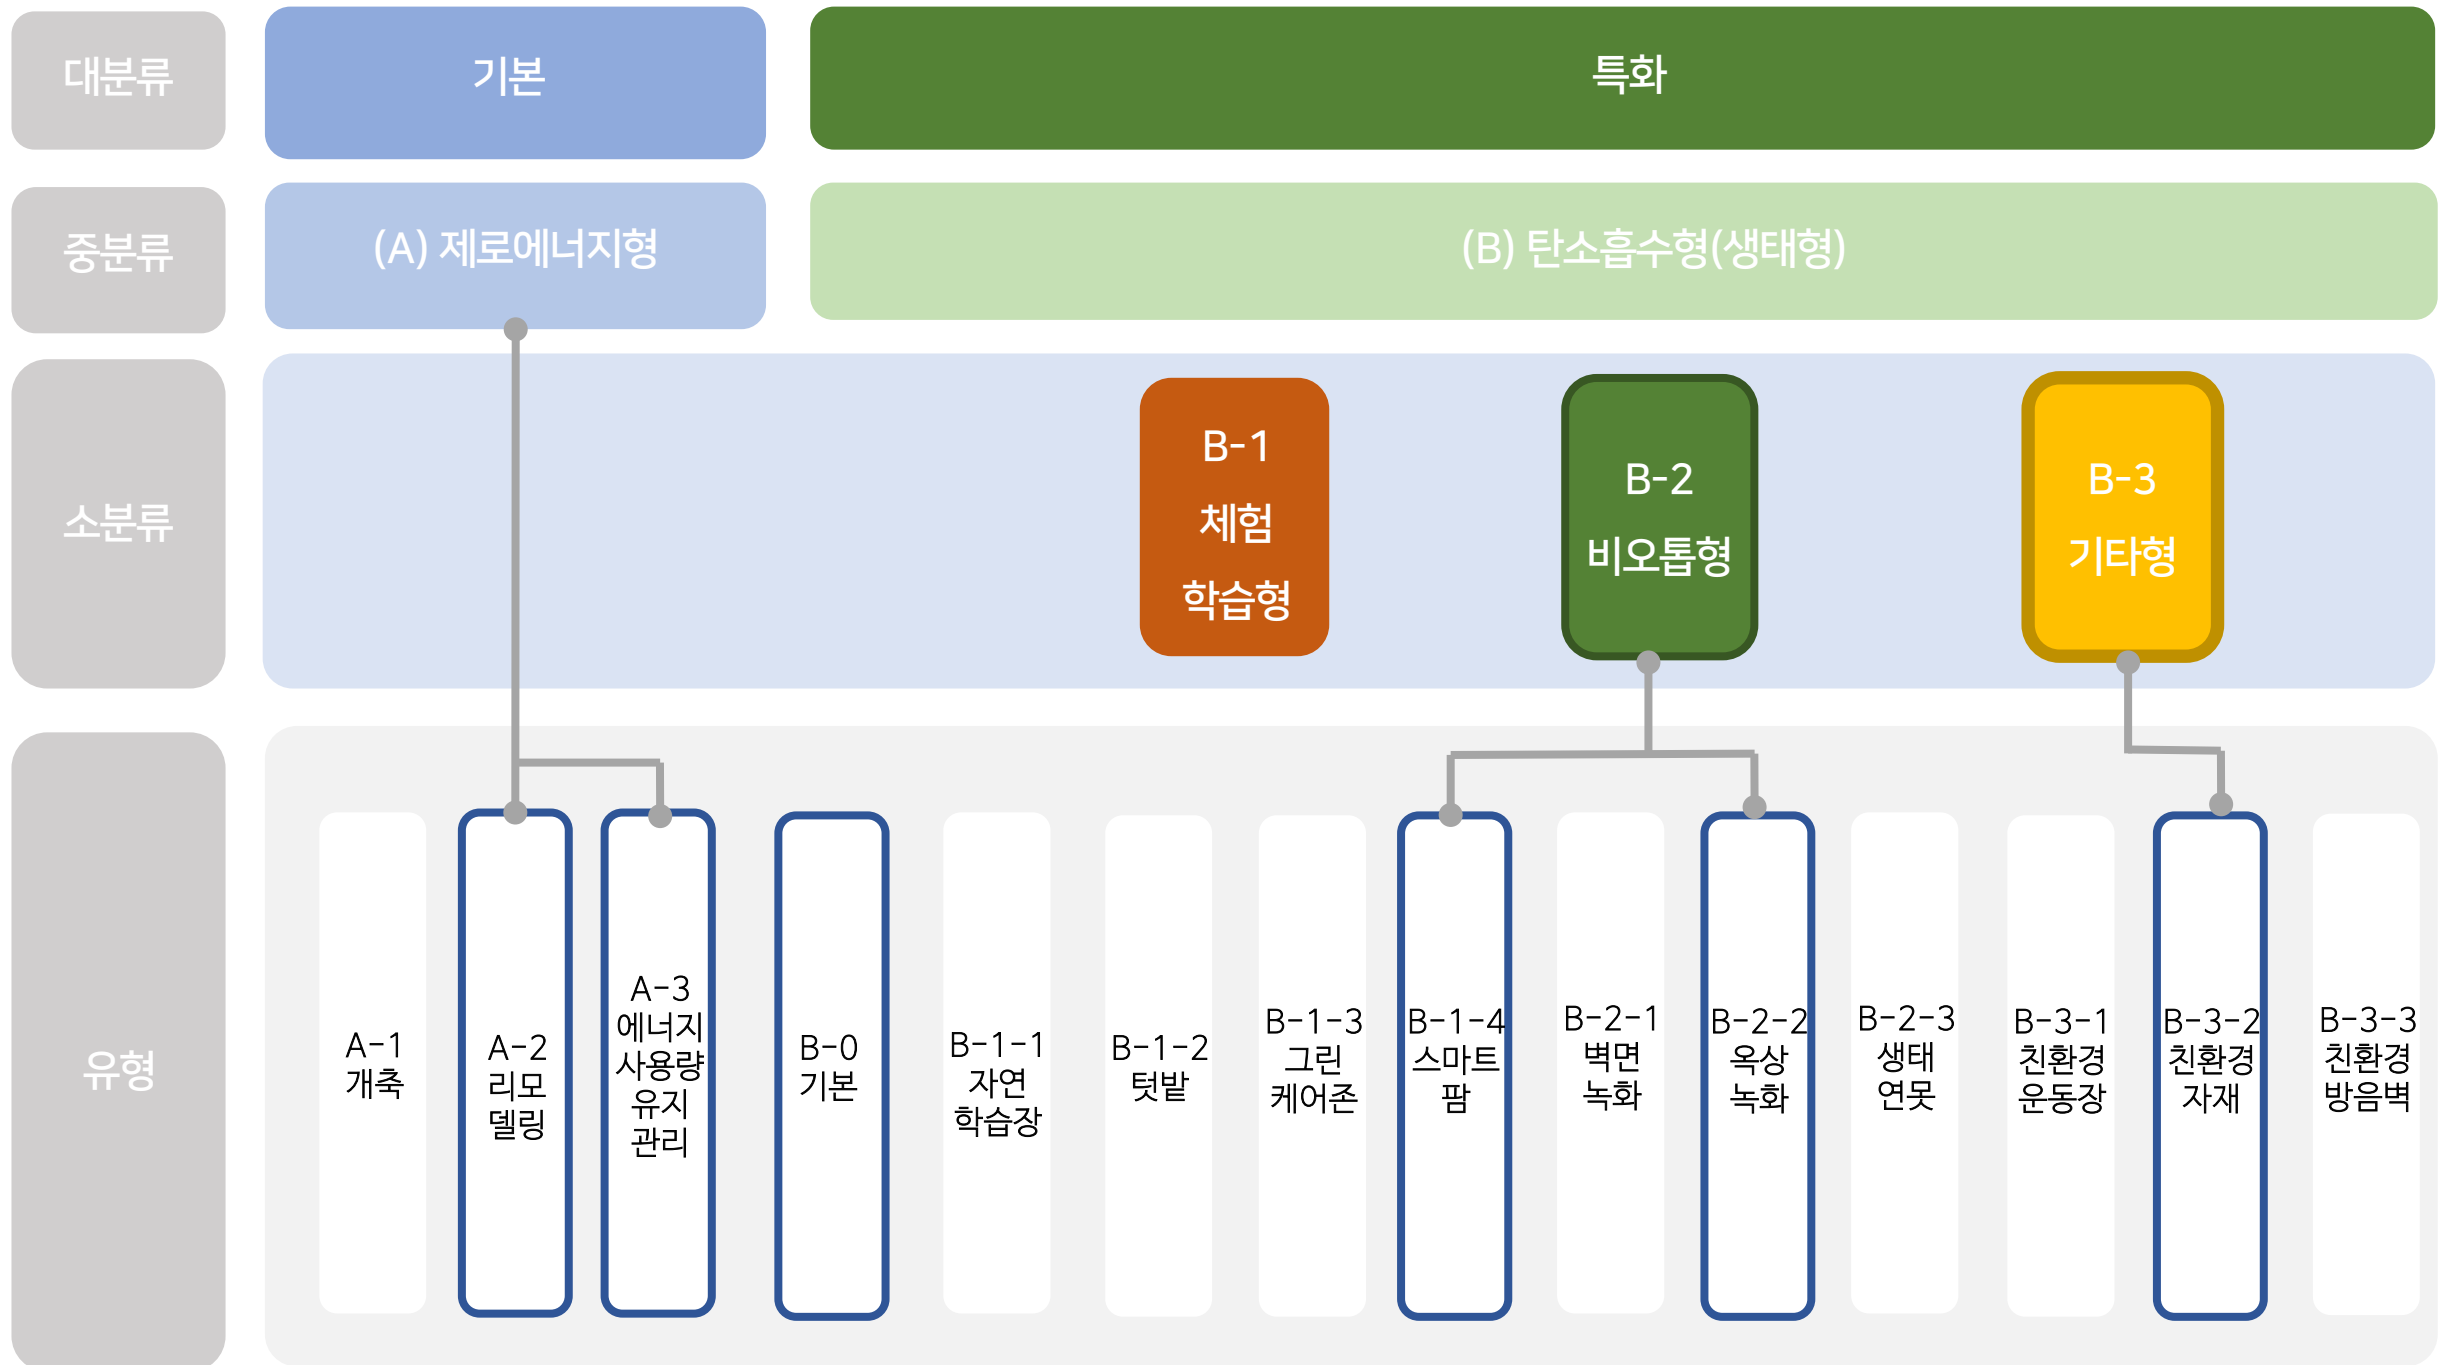 대분류
기본
특화
중분류
(A) 제로에너지형
(B) 탄소흡수형(생태형)
소분류
B-1
체험
학습형
B-2
비오톱형
B-3
기타형
유형
A-1
개축
A-2
리모
델링
A-3
에너지
사용량
유지
관리
B-0
기본
B-1-1
자연
학습장
B-1-2
텃밭
B-1-3
그린
케어존
B-1-4
스마트
팜
B-2-1
벽면
녹화
B-2-2
옥상
녹화
B-2-3
생태
연못
B-3-1
친환경
운동장
B-3-2
친환경
자재
B-3-3
친환경
방음벽